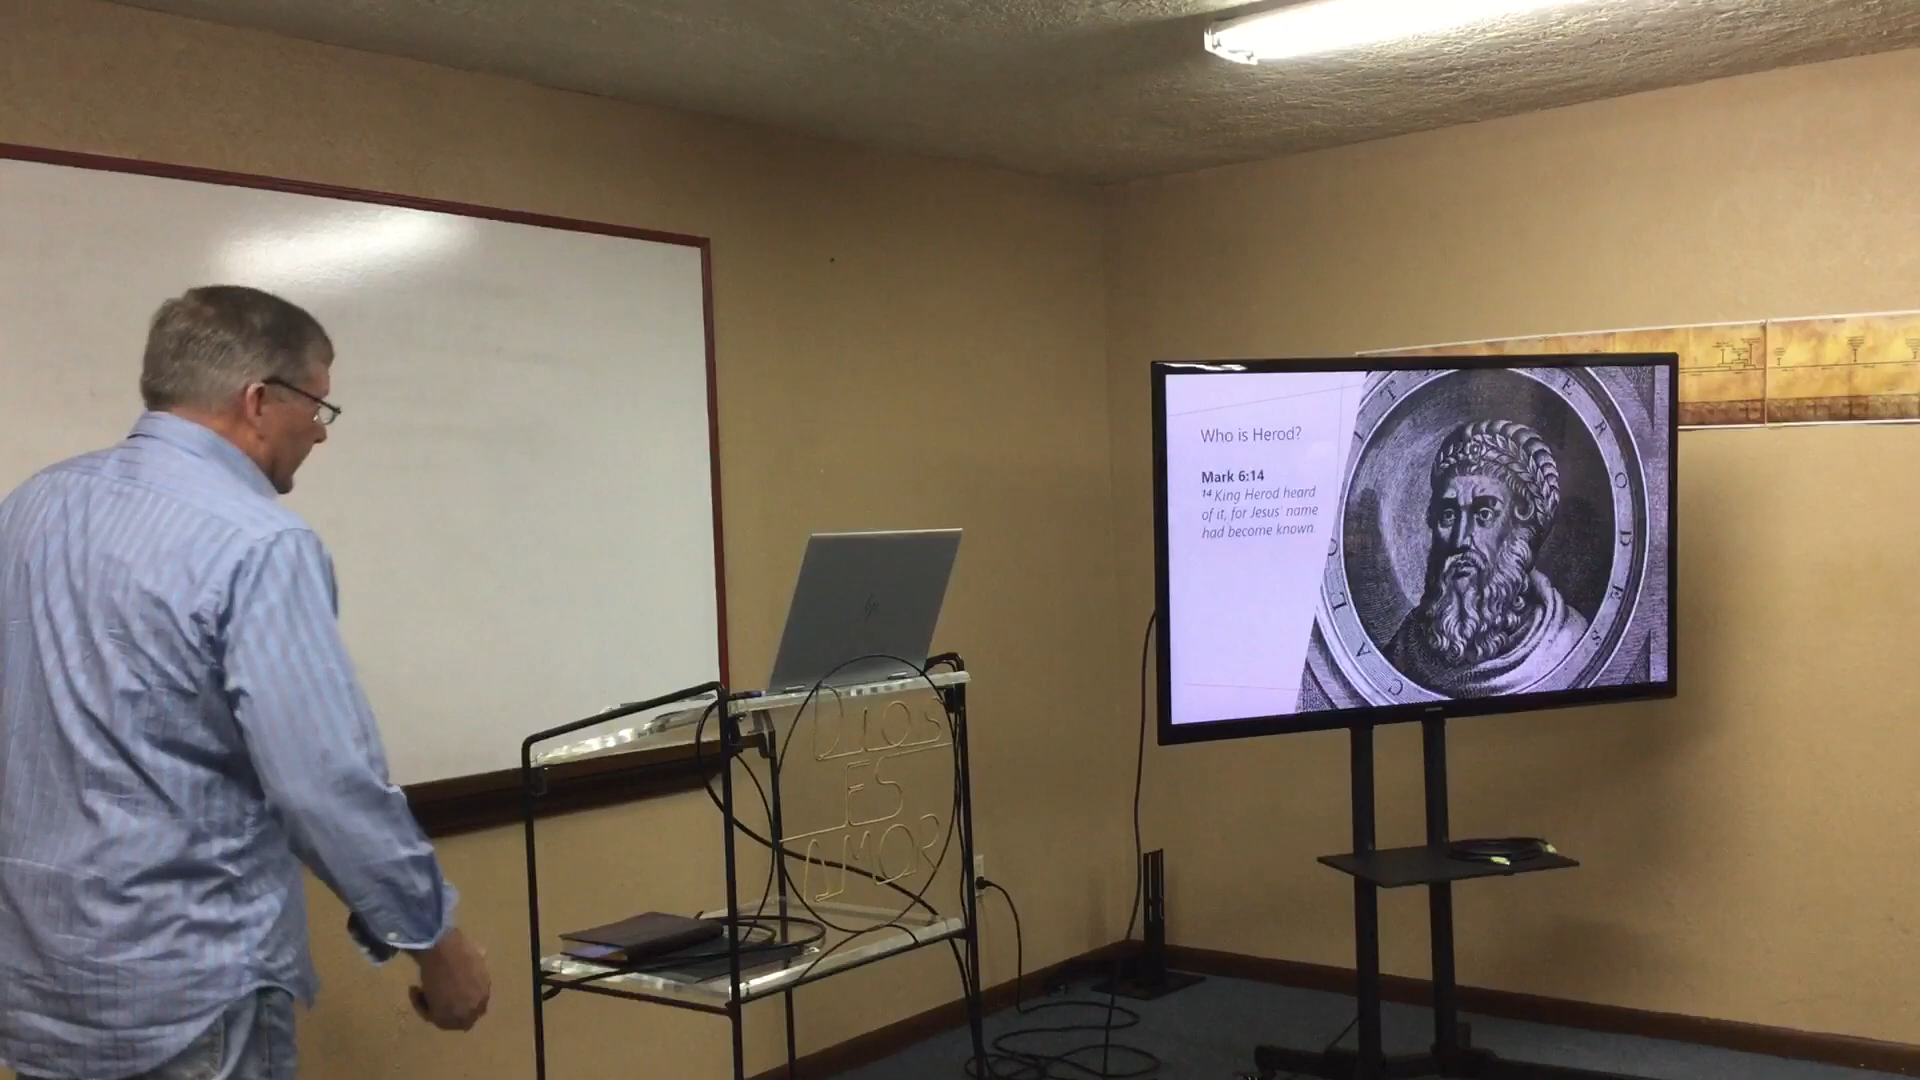 Who is Herod?
Mark 6:14
14 King Herod heard
of it, for Jesus' name
had become known.
HERODES
DIOS
ES
AMOR
hp